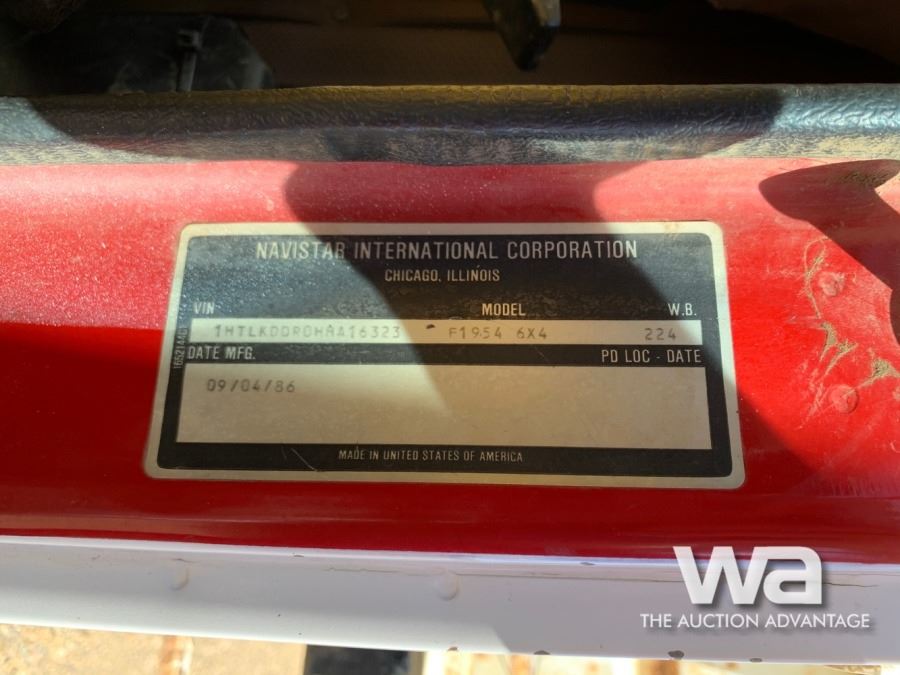 NAVISTAR INTERNATIONAL CORPORATION
CHICAGO, ILLINOIS
VIN MODEL W.B.
1HTLKDDR0HHA16323 F1954 6X4 224
DATE MFG. PD LOC - DATE
09/04/86
MADE IN UNITED STATES OF AMERICA
wa
THE AUCTION ADVANTAGE